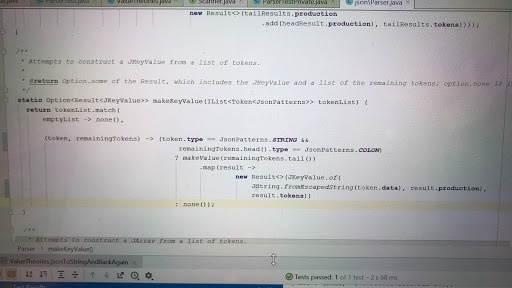 ParserTest.java
ValueTheories.java
Scanner.java
ParserTestPrivate.java
json\Parser.java
new Result<>(tailResults.production
.add(headResult.production), tailResults.tokens))));
}
/**
* Attempts to construct a JKeyValue from a list of tokens.
*
* @return Option.some of the Result, which includes the JKeyValue and a list of the remaining tokens; option.none if
*/
static Option<Result<JKeyValue>> makeKeyValue(IList<Token<JsonPatterns>> tokenList) {
return tokenList.match(
emptyList -> none(),
(token, remainingTokens) -> (token.type == JsonPatterns.STRING &&
remainingTokens.head().type == JsonPatterns.COLON)
? makeValue(remainingTokens.tail())
.map(result ->
new Result<>(JKeyValue.of(
JString.fromEscapedString(token.data), result.production),
result.tokens))
: none());
}
/**
* Attempts to construct a JArray from a list of tokens.
Parser makeKeyValue()
ValueTheories.jsonToStringAndBackAgain
Tests passed: 1 of 1 test – 2 s 68 ms
Test Results